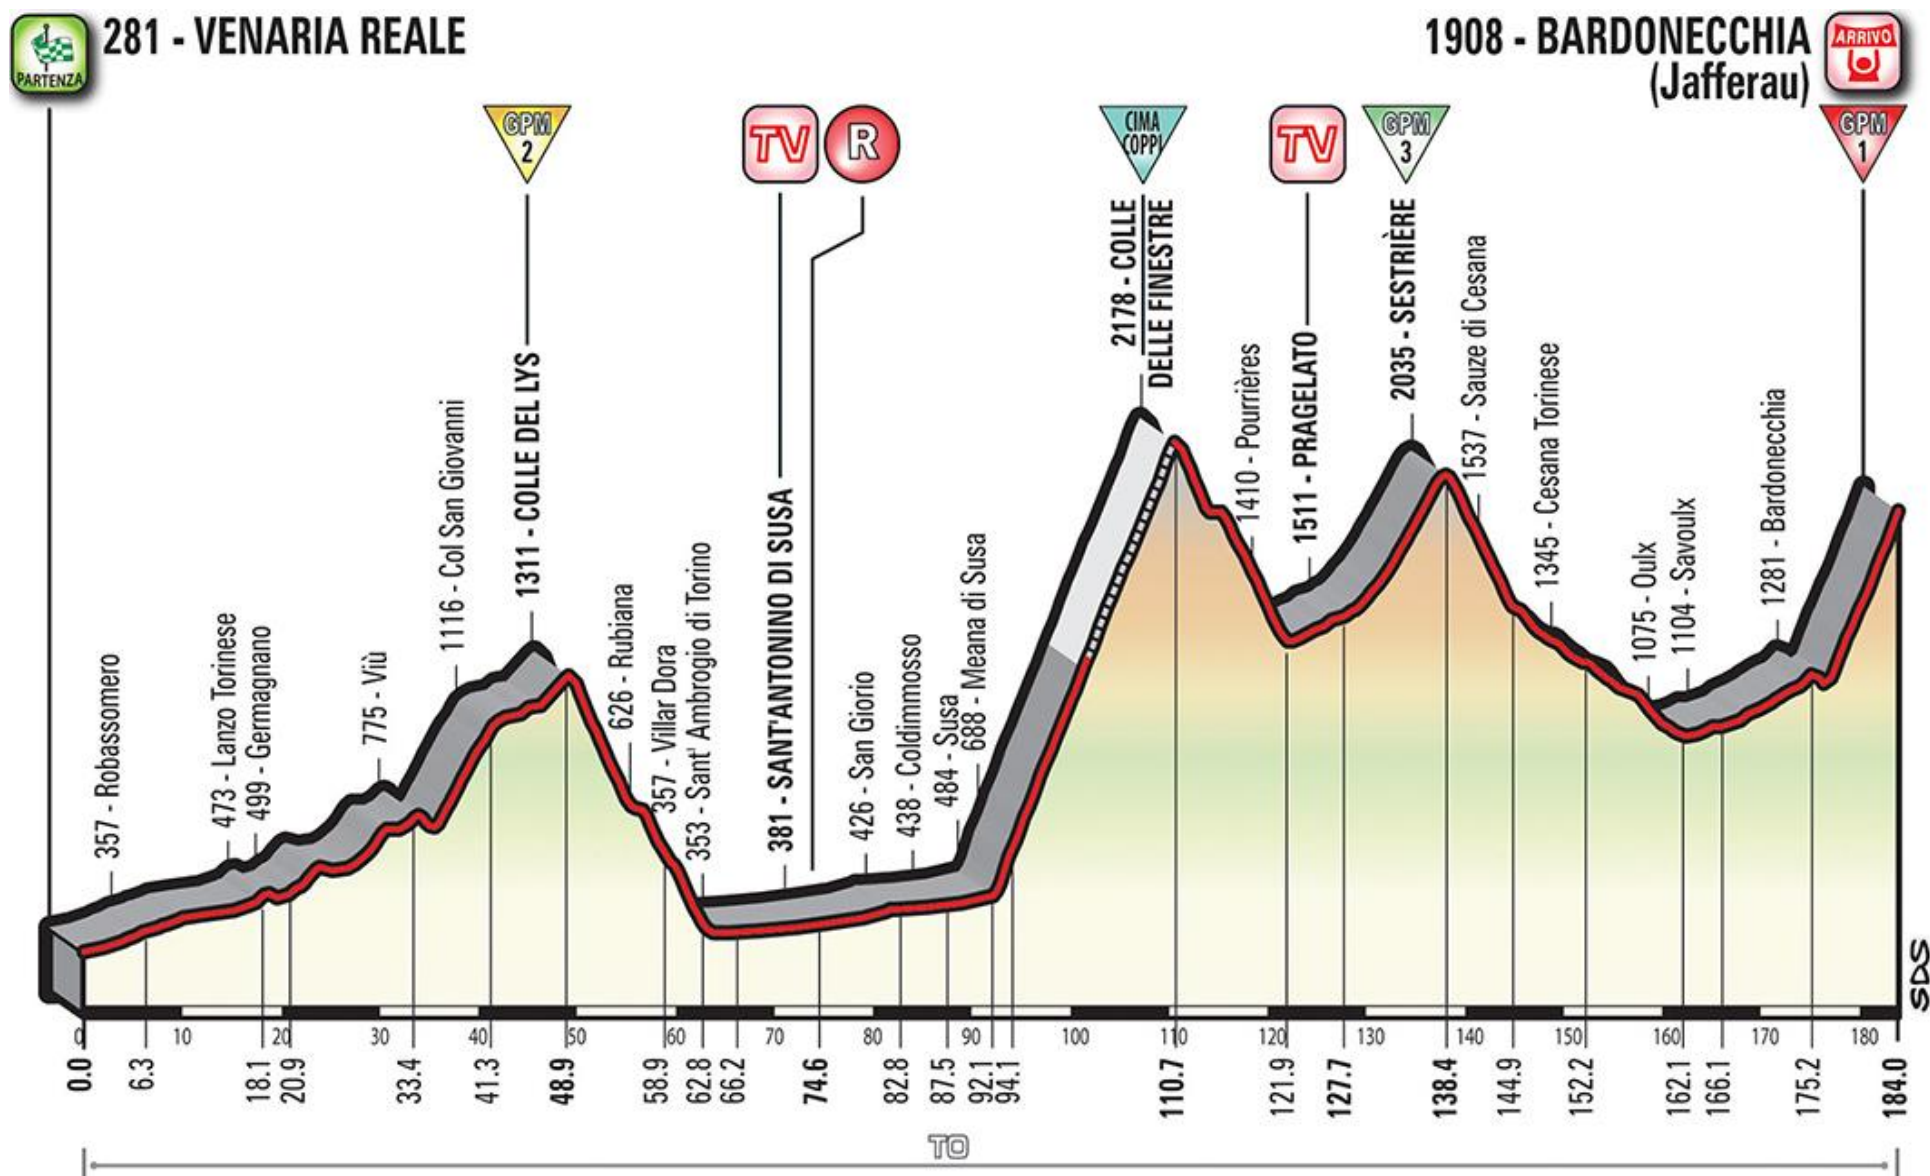 281 - VENARIA REALE
PARTENZA
1908 - BARDONECCHIA
(Jafferau)
ARRIVO
GPM
2
TV
R
CIMA
COPPI
TV
GPM
3
GPM
1
357 - Robassomero
473 - Lanzo Torinese
499 - Germagnano
775 - Viù
1116 - Col San Giovanni
1311 - COLLE DEL LYS
626 - Rubiana
357 - Villar Dora
353 - Sant' Ambrogio di Torino
381 - SANT'ANTONINO DI SUSA
426 - San Giorio
438 - Coldimmosso
484 - Susa
688 - Meana di Susa
2178 - COLLE
DELLE FINESTRE
1410 - Pourrières
1511 - PRAGELATO
2035 - SESTRIÈRE
1537 - Sauze di Cesana
1345 - Cesana Torinese
1075 - Oulx
1104 - Savoulx
1281 - Bardonecchia
SDS
0 10 20 30 40 50 60 70 80 90 100 110 120 130 140 150 160 170 180
0.0 6.3 18.1 20.9 33.4 41.3 48.9 58.9 62.8 66.2 74.6 82.8 87.5 92.1 94.1 110.7 121.9 127.7 138.4 144.9 152.2 162.1 166.1 175.2 184.0
TO